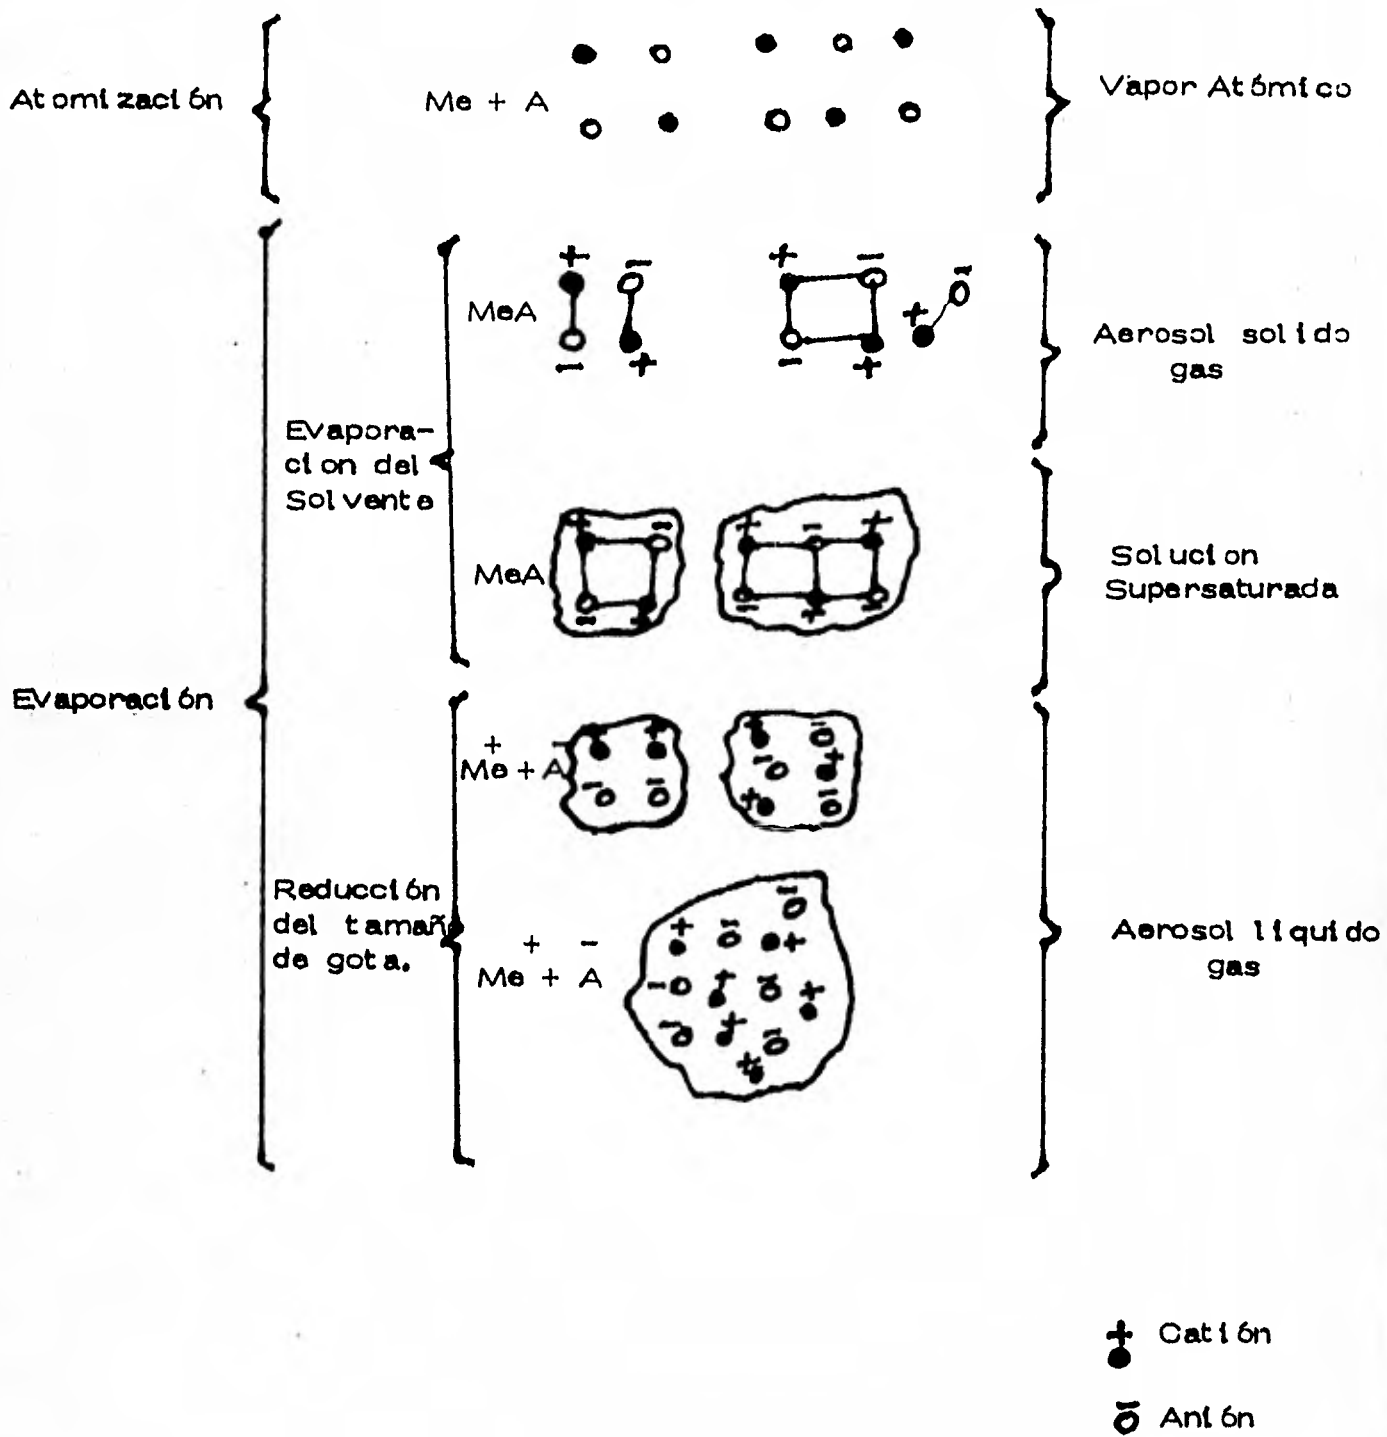 Atomización
Me + A
Vapor Atómico
+ -
+ - -
MeA
+
- + - +
Aerosol solido
gas
Evapora-
cion del
Solvente
+ - + - +
MeA
- + - + -
Solucion
Supersaturada
Evaporación
+ - + + + -
Me + A
- +
- - + -
Reducción
del tamaño
de gota.
-
+ - +
+ -
Me + A
- + - +
- + -
+
Aerosol líquido
gas
+ Catión
- Anión